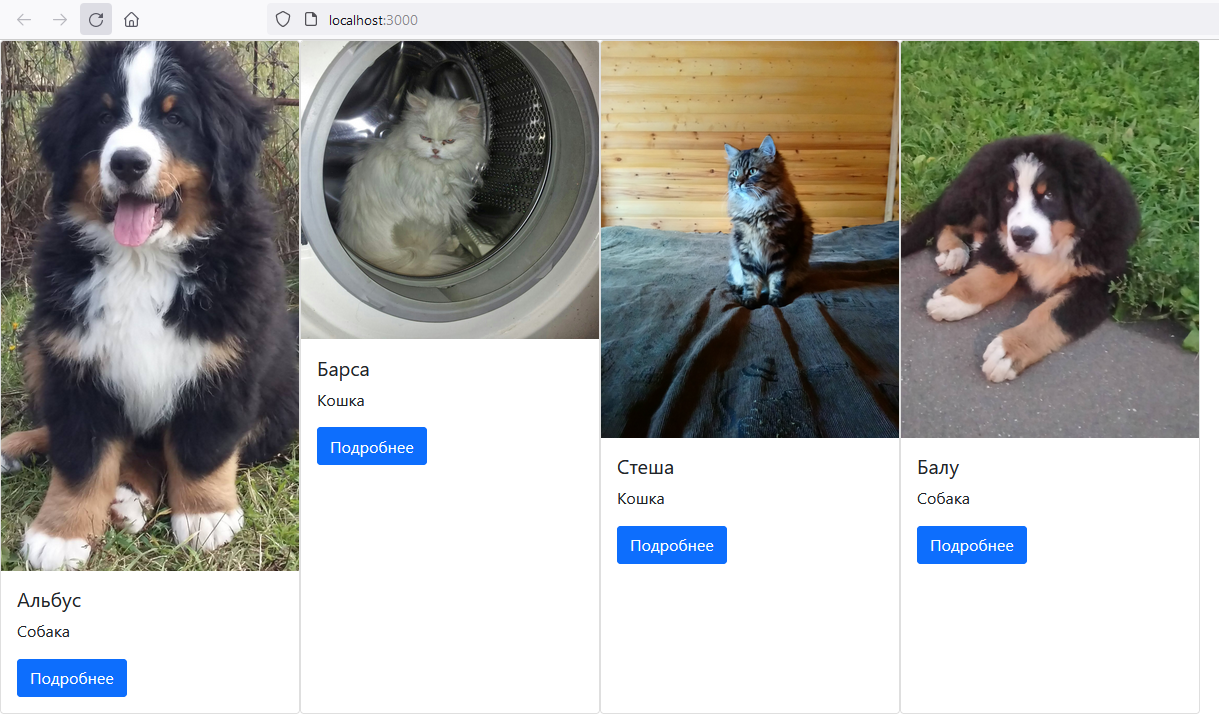 localhost:3000
Альбус
Собака
Подробнее
Барса
Кошка
Подробнее
Стеша
Кошка
Подробнее
Балу
Собака
Подробнее